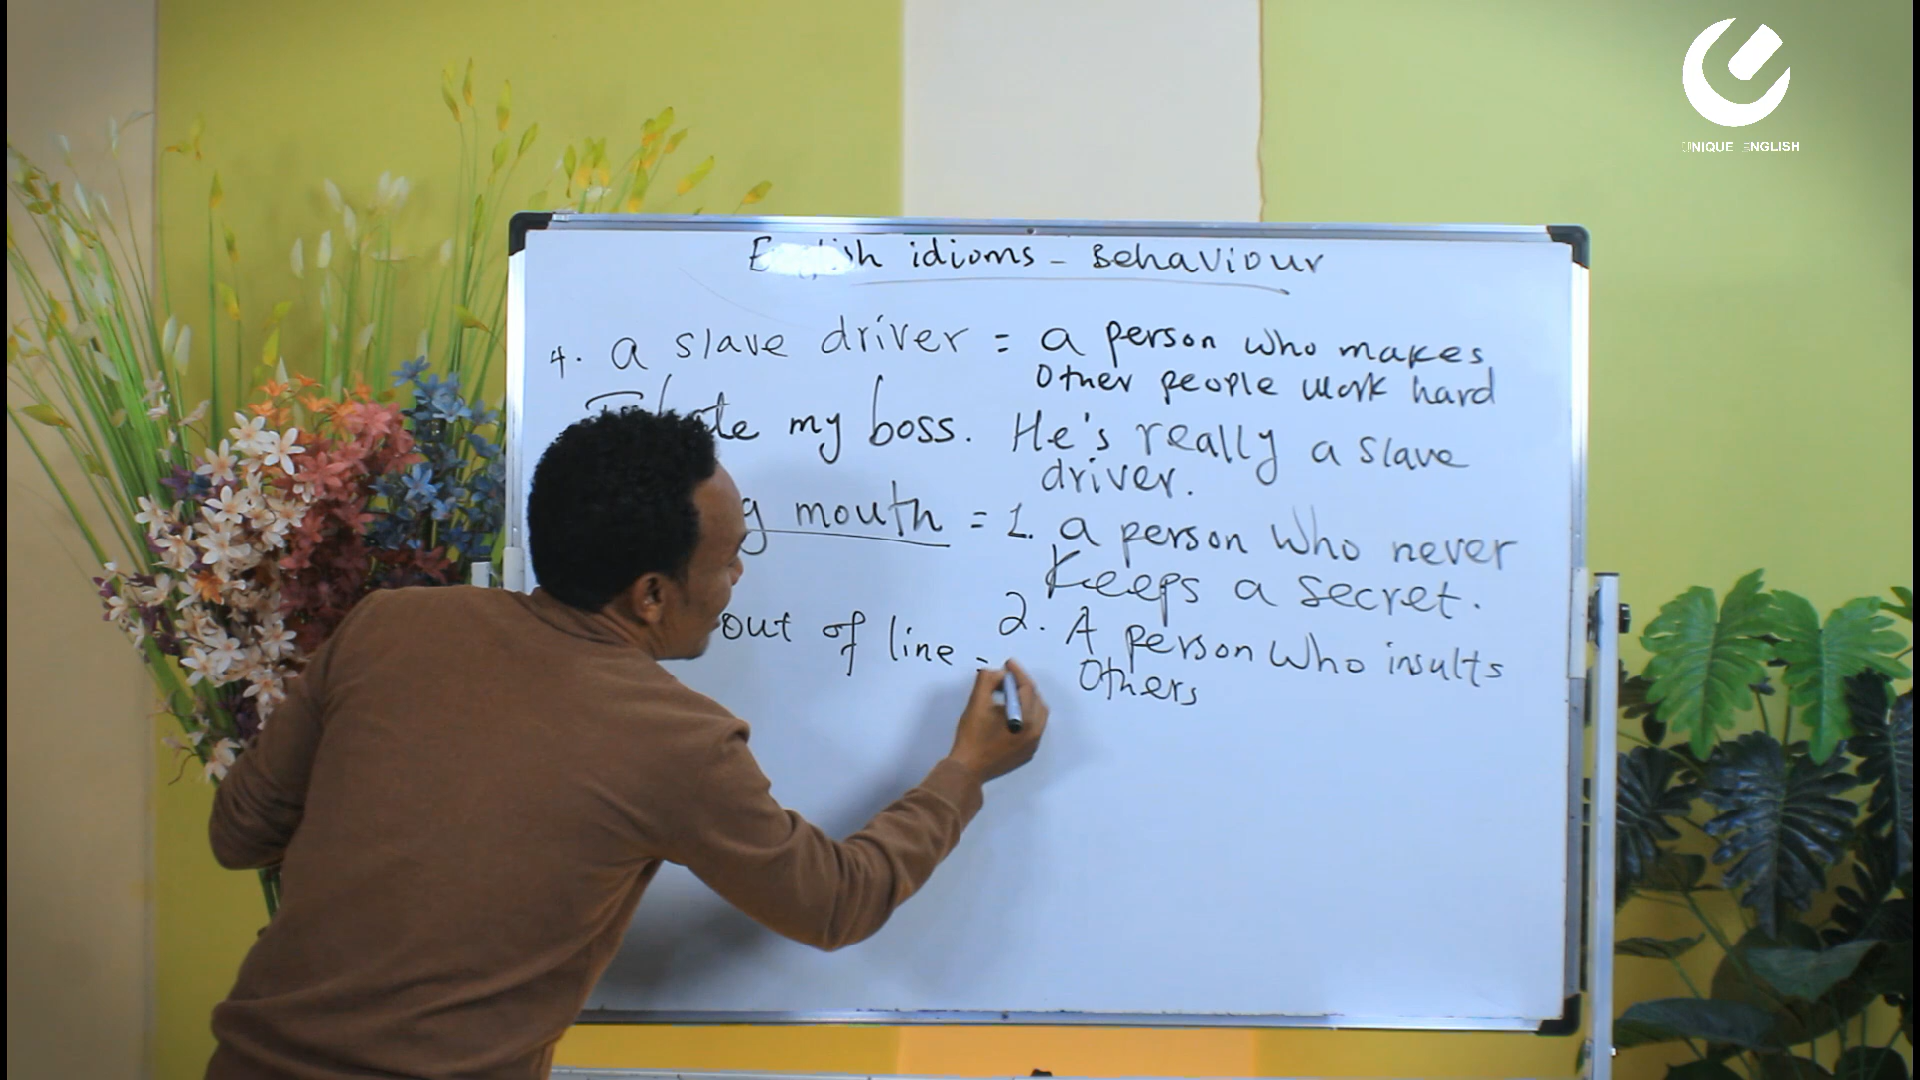 UNIQUE ENGLISH
idioms - Behaviour
4. a slave driver = a person who makes
Other people work hard
my boss. He's really a slave
driver.
mouth = 1. a person who never
Keeps a secret.
out of line = 2. A person who insults
Others